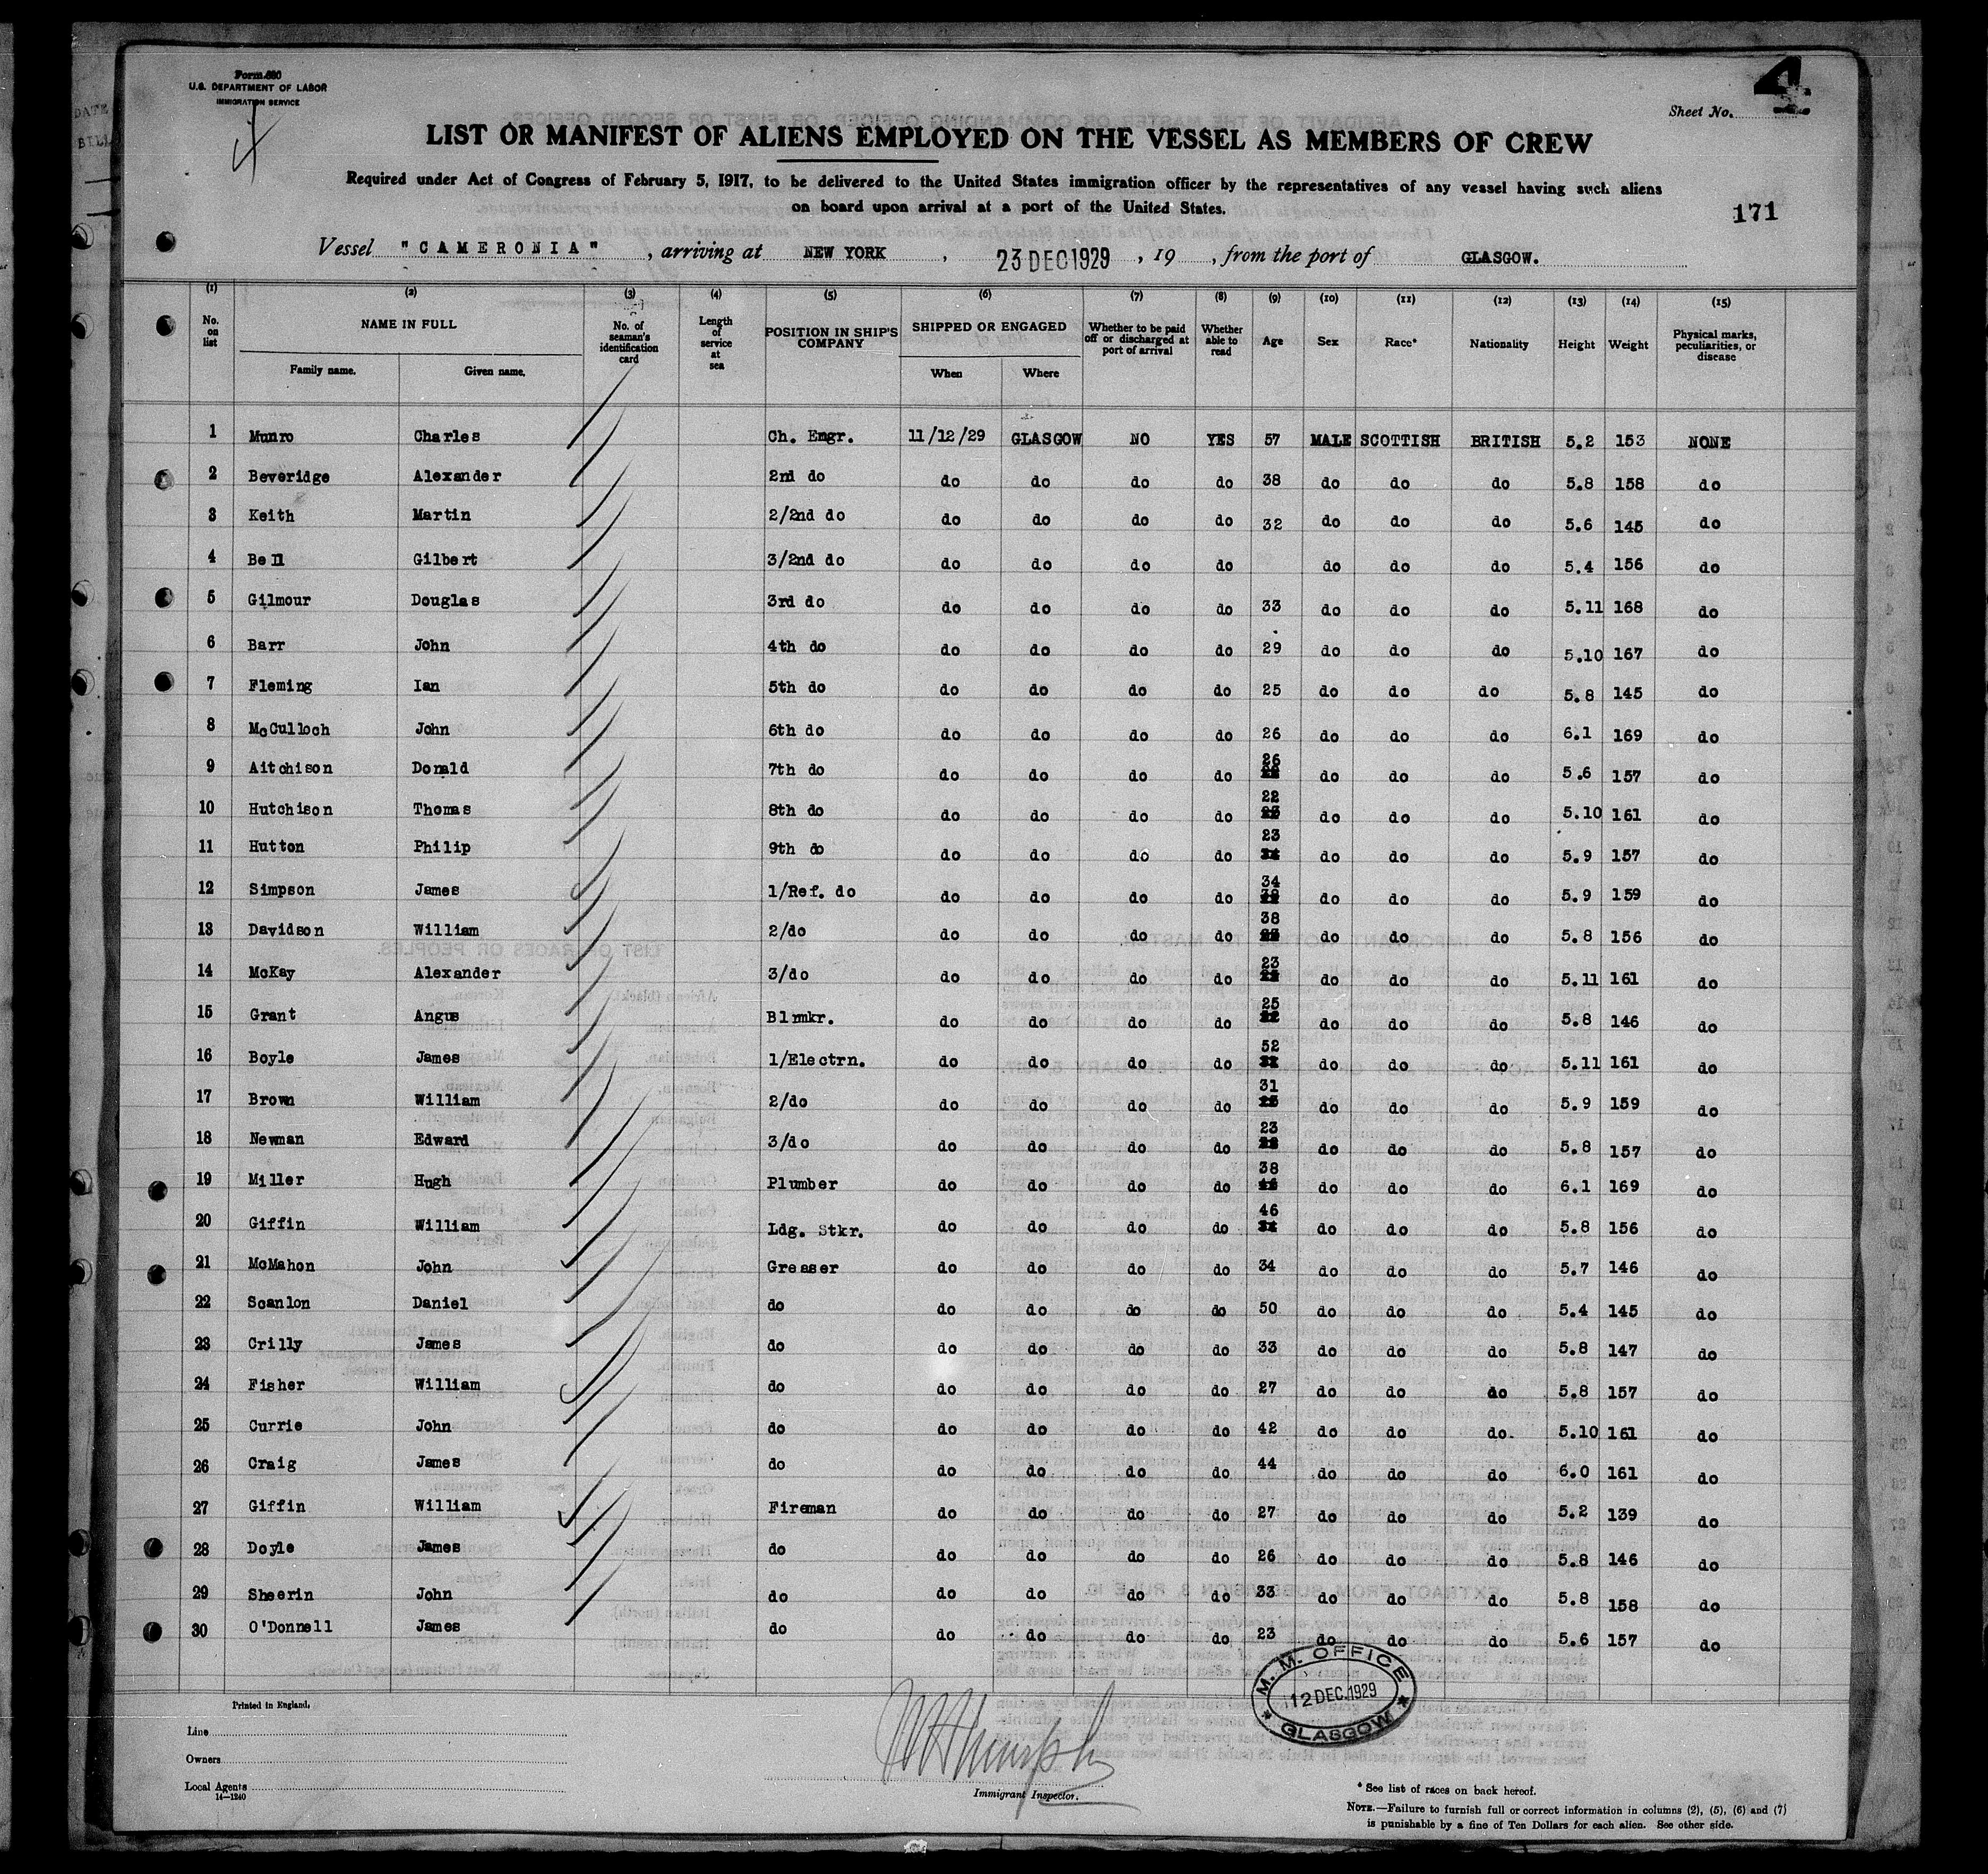 Form 680
U.S. DEPARTMENT OF LABOR
IMMIGRATION SERVICE
Sheet No. 4
LIST OR MANIFEST OF ALIENS EMPLOYED ON THE VESSEL AS MEMBERS OF CREW
Required under Act of Congress of February 5, 1917, to be delivered to the United States immigration officer by the representatives of any vessel having such aliens
on board upon arrival at a port of the United States.
171
Vessel "CAMERONIA", arriving at NEW YORK, 23 DEC 1929, 19 , from the port of GLASGOW.
(1) (2) (3) (4) (5) (6) (7) (8) (9) (10) (11) (12) (13) (14) (15)
No. on list NAME IN FULL Family name. Given name. No. of seaman's identification card Length of service at sea POSITION IN SHIP'S COMPANY SHIPPED OR ENGAGED When Where Whether to be paid off or discharged at port of arrival Whether able to read Age Sex Race* Nationality Height Weight Physical marks, peculiarities, or disease
1 Munro Charles Ch. Engr. 11/12/29 GLASGOW NO YES 57 MALE SCOTTISH BRITISH 5.2 153 NONE
2 Beveridge Alexander 2nd do do do do do 38 do do do 5.8 158 do
3 Keith Martin 2/2nd do do do do do 32 do do do 5.6 145 do
4 Bell Gilbert 3/2nd do do do do do do do do 5.4 156 do
5 Gilmour Douglas 3rd do do do do do 33 do do do 5.11 168 do
6 Barr John 4th do do do do do 29 do do do 5.10 167 do
7 Fleming Ian 5th do do do do do 25 do do do 5.8 145 do
8 McCulloch John 6th do do do do do 26 do do do 6.1 169 do
9 Aitchison Donald 7th do do do do do 26 do do do 5.6 157 do
10 Hutchison Thomas 8th do do do do do 22 do do do 5.10 161 do
11 Hutton Philip 9th do do do do do 23 do do do 5.9 157 do
12 Simpson James 1/Ref. do do do do do 34 do do do 5.9 159 do
13 Davidson William 2/do do do do do 38 do do do 5.8 156 do
14 McKay Alexander 3/do do do do do 23 do do do 5.11 161 do
15 Grant Angus Blrmkr. do do do do 25 do do do 5.8 146 do
16 Boyle James 1/Electrn. do do do do 52 do do do 5.11 161 do
17 Brown William 2/do do do do do 31 do do do 5.9 159 do
18 Newman Edward 3/do do do do do 23 do do do 5.8 157 do
19 Miller Hugh Plumber do do do do 38 do do do 6.1 169 do
20 Giffin William Ldg. Stkr. do do do do 46 do do do 5.8 156 do
21 McMahon John Greaser do do do do 34 do do do 5.7 146 do
22 Scanlon Daniel do do do do do 50 do do do 5.4 145 do
23 Crilly James do do do do do 33 do do do 5.8 147 do
24 Fisher William do do do do do 27 do do do 5.8 157 do
25 Currie John do do do do do 42 do do do. 5.10 161 do
26 Craig James do do do do do 44 do do do 6.0 161 do
27 Giffin William Fireman do do do do 27 do do do 5.2 139 do
28 Doyle James do do do do do 26 do do do 5.8 146 do
29 Sheerin John do do do do do 33 do do do 5.8 158 do
30 O'Donnell James do do do do do 23 do do do 5.6 157 do
M. M. OFFICE
12 DEC. 1929
GLASGOW
Printed in England.
Line
Owners
Local Agents
14—1240
Immigrant Inspector.
* See list of races on back hereof.
NOTE.—Failure to furnish full or correct information in columns (2), (5), (6) and (7)
is punishable by a fine of Ten Dollars for each alien. See other side.